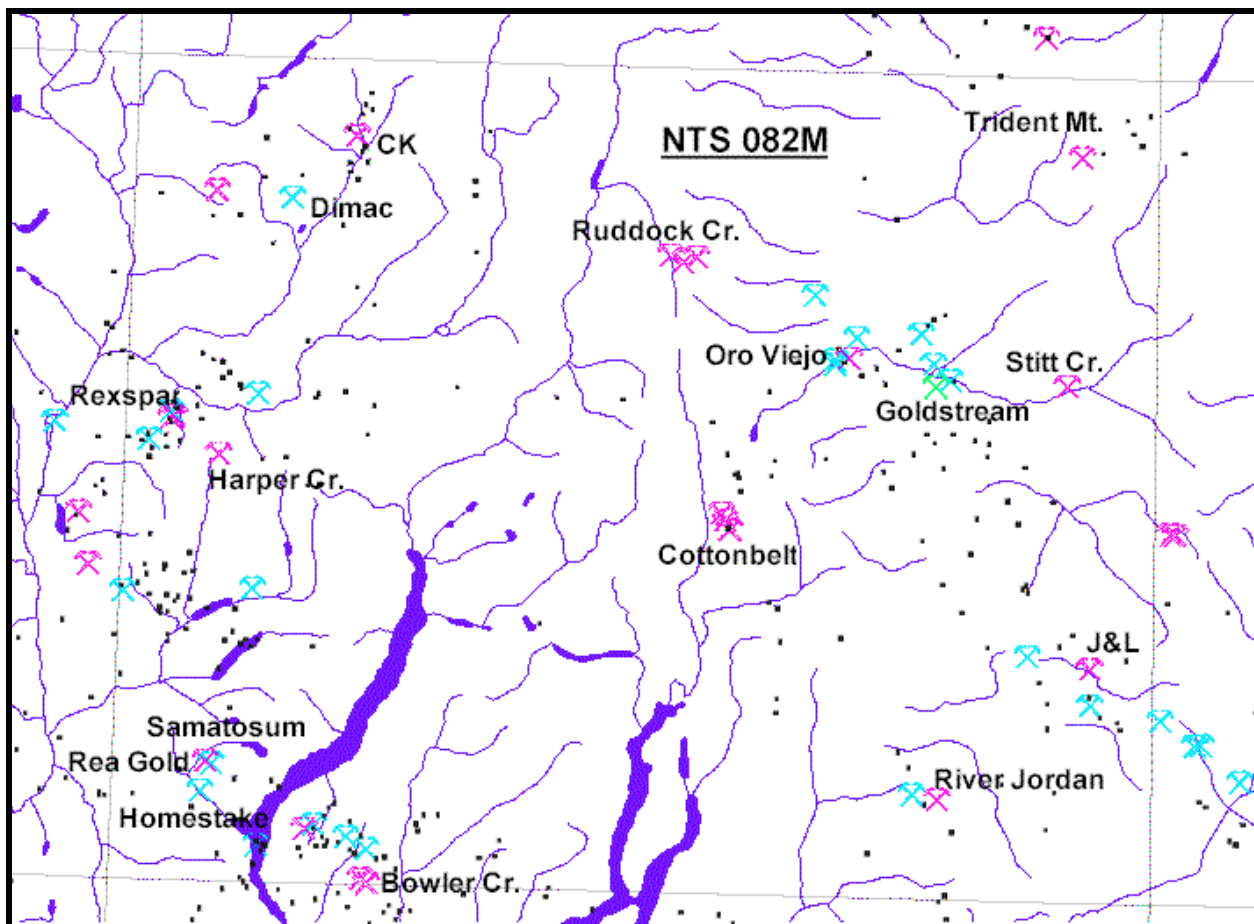 Trident Mt.
NTS 082M
CK
Dimac
Ruddock Cr.
Oro Viejo
Stitt Cr.
Rexspar
Goldstream
Harper Cr.
Cottonbelt
J&L
Samatosum
Rea Gold
River Jordan
Homestake
Bowler Cr.